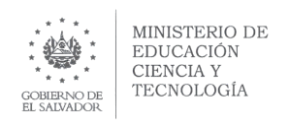 GOBIERNO DE
EL SALVADOR
MINISTERIO DE
EDUCACIÓN
CIENCIA Y
TECNOLOGÍA